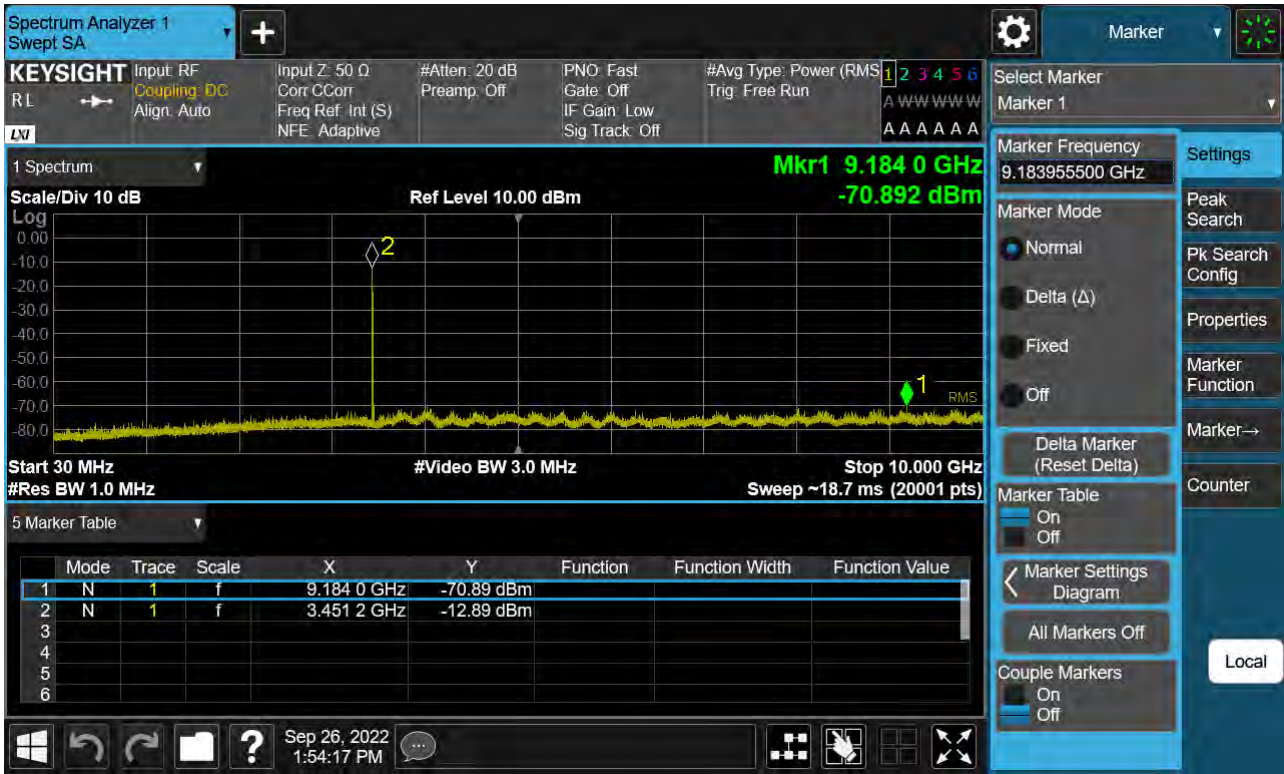 Spectrum Analyzer 1
Swept SA
+
Marker
KEYSIGHT
RL
LXI
Input: RF
Coupling: DC
Align: Auto
Input Z: 50 Ω
Corr CCorr
Freq Ref: Int (S)
NFE: Adaptive
#Atten: 20 dB
Preamp: Off
PNO: Fast
Gate: Off
IF Gain: Low
Sig Track: Off
#Avg Type: Power (RMS
Trig: Free Run
1 2 3 4 5 6
A W W W W W
A A A A A A
Select Marker
Marker 1
1 Spectrum
Mkr1 9.184 0 GHz
-70.892 dBm
Scale/Div 10 dB
Ref Level 10.00 dBm
Log
0.00
-10.0
-20.0
-30.0
-40.0
-50.0
-60.0
-70.0
-80.0
2
1
RMS
Start 30 MHz
#Video BW 3.0 MHz
Stop 10.000 GHz
#Res BW 1.0 MHz
Sweep ~18.7 ms (20001 pts)
5 Marker Table
Mode Trace Scale X Y Function Function Width Function Value
1 N 1 f 9.184 0 GHz -70.89 dBm
2 N 1 f 3.451 2 GHz -12.89 dBm
3
4
5
6
Marker Frequency
9.183955500 GHz
Marker Mode
Normal
Delta (Δ)
Fixed
Off
Delta Marker
(Reset Delta)
Marker Table
On
Off
Marker Settings
Diagram
All Markers Off
Couple Markers
On
Off
Settings
Peak
Search
Pk Search
Config
Properties
Marker
Function
Marker→
Counter
Local
?
Sep 26, 2022
1:54:17 PM